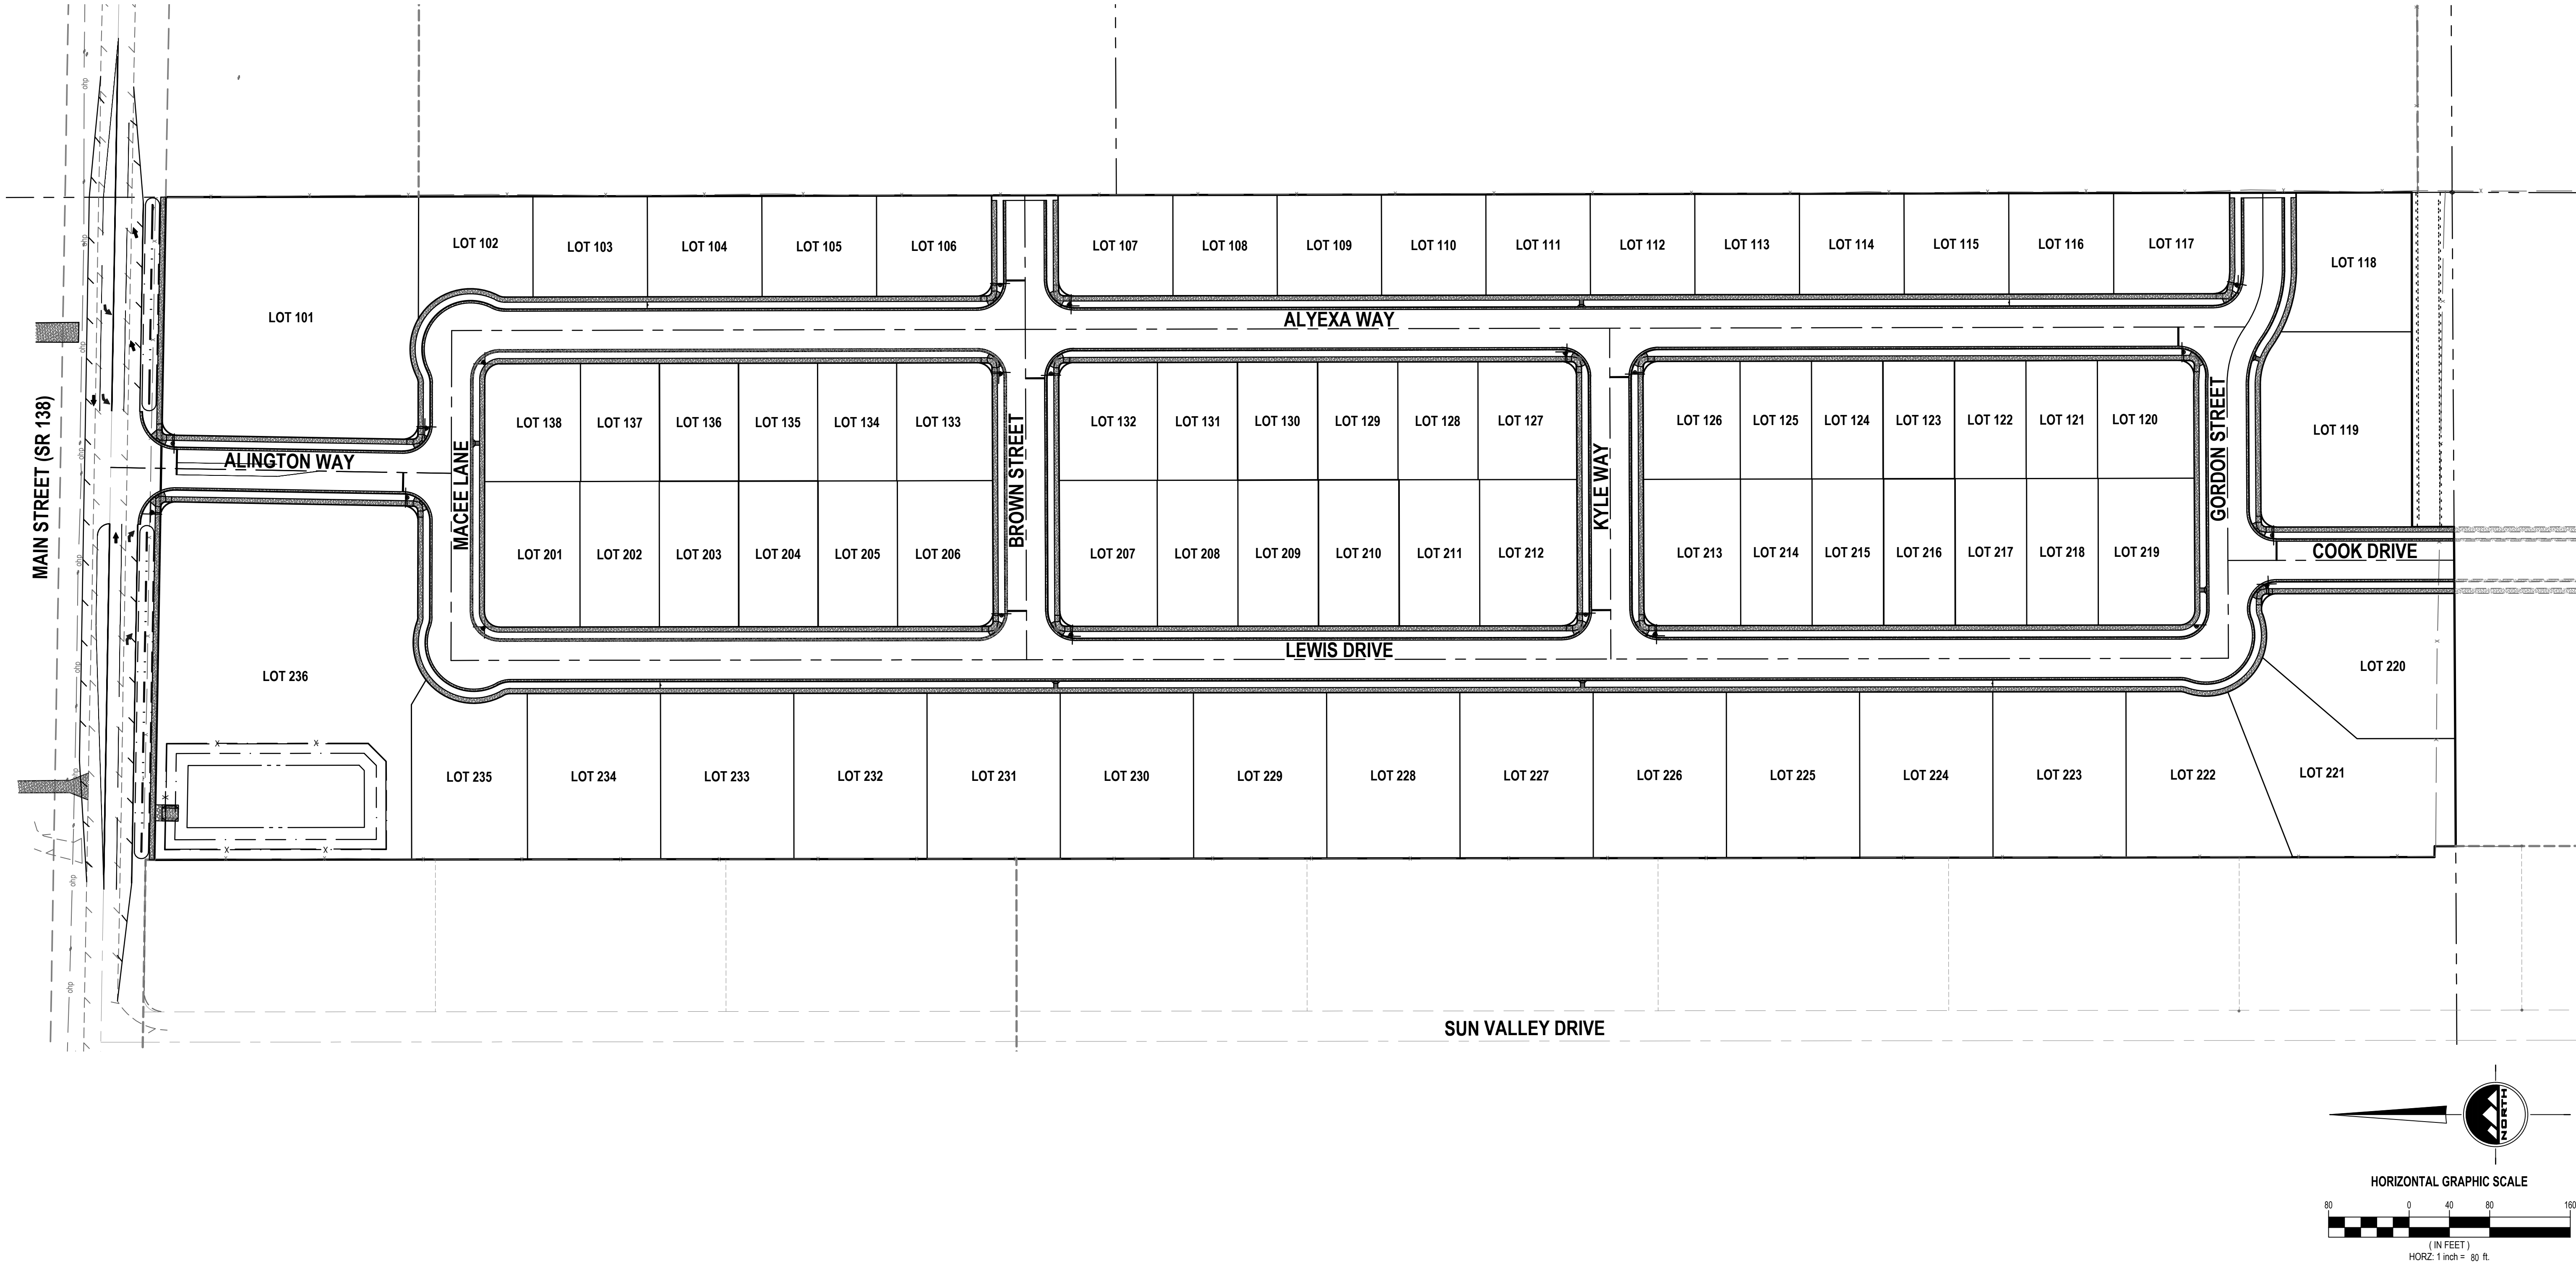 LOT 101
LOT 102
LOT 103
LOT 104
LOT 105
LOT 106
LOT 107
LOT 108
LOT 109
LOT 110
LOT 111
LOT 112
LOT 113
LOT 114
LOT 115
LOT 116
LOT 117
LOT 118
ALYEXA WAY
MAIN STREET (SR 138)
ALINGTON WAY
MACEE LANE
LOT 138
LOT 137
LOT 136
LOT 135
LOT 134
LOT 133
BROWN STREET
LOT 132
LOT 131
LOT 130
LOT 129
LOT 128
LOT 127
KYLE WAY
LOT 126
LOT 125
LOT 124
LOT 123
LOT 122
LOT 121
LOT 120
GORDON STREET
LOT 119
LOT 201
LOT 202
LOT 203
LOT 204
LOT 205
LOT 206
LOT 207
LOT 208
LOT 209
LOT 210
LOT 211
LOT 212
LOT 213
LOT 214
LOT 215
LOT 216
LOT 217
LOT 218
LOT 219
COOK DRIVE
LEWIS DRIVE
LOT 236
LOT 220
LOT 235
LOT 234
LOT 233
LOT 232
LOT 231
LOT 230
LOT 229
LOT 228
LOT 227
LOT 226
LOT 225
LOT 224
LOT 223
LOT 222
LOT 221
ohp
ohp
ohp
ohp
ohp
ohp
ohp
ohp
ohp
SUN VALLEY DRIVE
NORTH
HORIZONTAL GRAPHIC SCALE
80 0 40 80 160
( IN FEET )
HORZ: 1 inch = 80 ft.